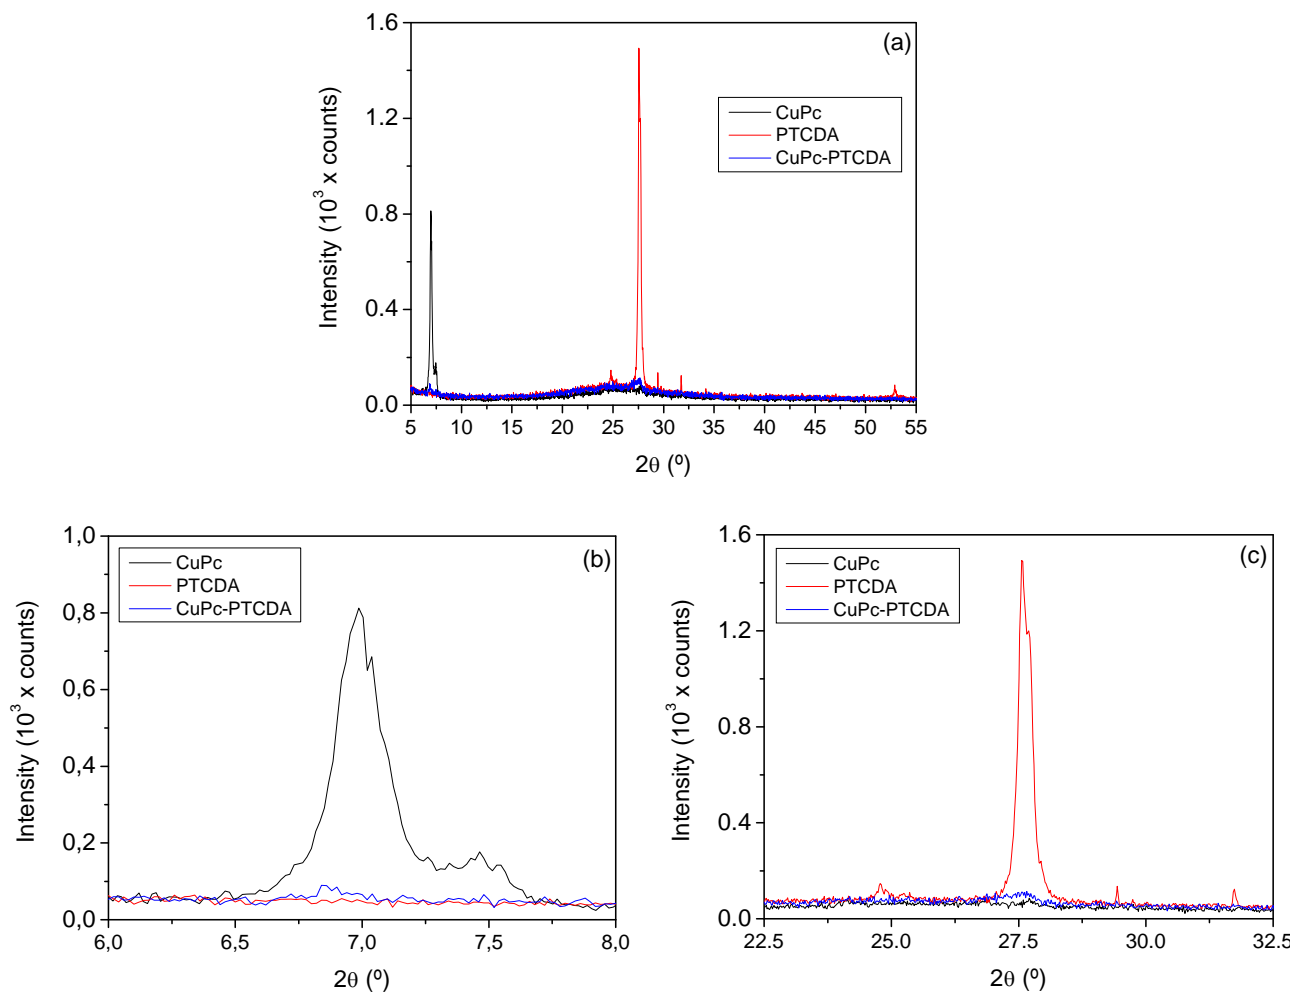 (a)
CuPc
PTCDA
CuPc-PTCDA
Intensity (10³ x counts)
1.6
1.2
0.8
0.4
0.0
5 10 15 20 25 30 35 40 45 50 55
2θ (º)
(b)
CuPc
PTCDA
CuPc-PTCDA
Intensity (10³ x counts)
1,0
0,8
0,6
0,4
0,2
0,0
6,0 6,5 7,0 7,5 8,0
2θ (º)
(c)
CuPc
PTCDA
CuPc-PTCDA
Intensity (10³ x counts)
1.6
1.2
0.8
0.4
0.0
22.5 25.0 27.5 30.0 32.5
2θ (º)